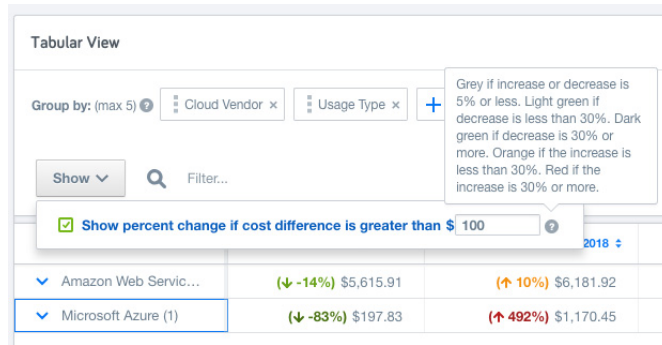 Tabular View
Grey if increase or decrease is
5% or less. Light green if
decrease is less than 30%. Dark
green if decrease is 30% or
more. Orange if the increase is
less than 30%. Red if the
increase is 30% or more.
Group by: (max 5) ? Cloud Vendor × Usage Type × +
Show Filter...
Show percent change if cost difference is greater than $ 100 ?
2018
Amazon Web Servic... (↓ -14%) $5,615.91 (↑ 10%) $6,181.92
Microsoft Azure (1) (↓ -83%) $197.83 (↑ 492%) $1,170.45